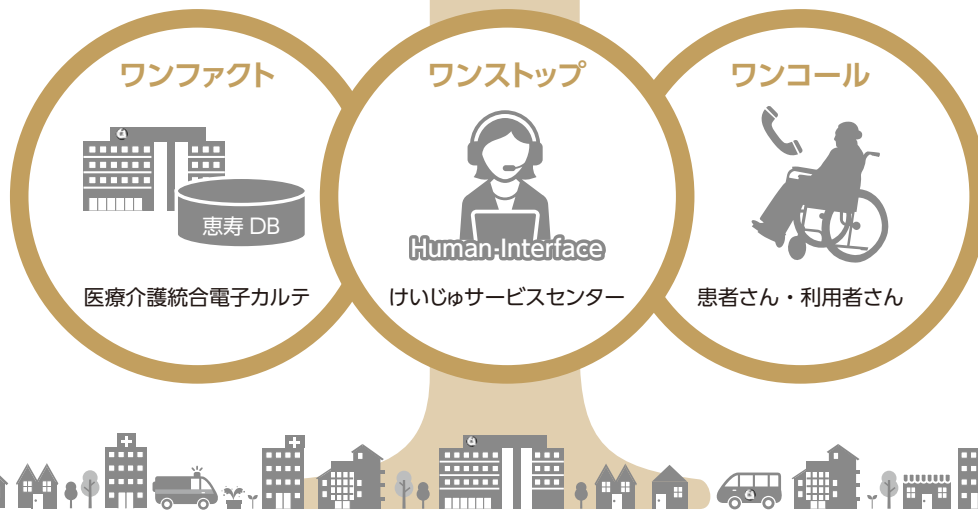 ワンファクト
恵寿 DB
医療介護統合電子カルテ
ワンストップ
Human-Interface
けいじゅサービスセンター
ワンコール
患者さん・利用者さん